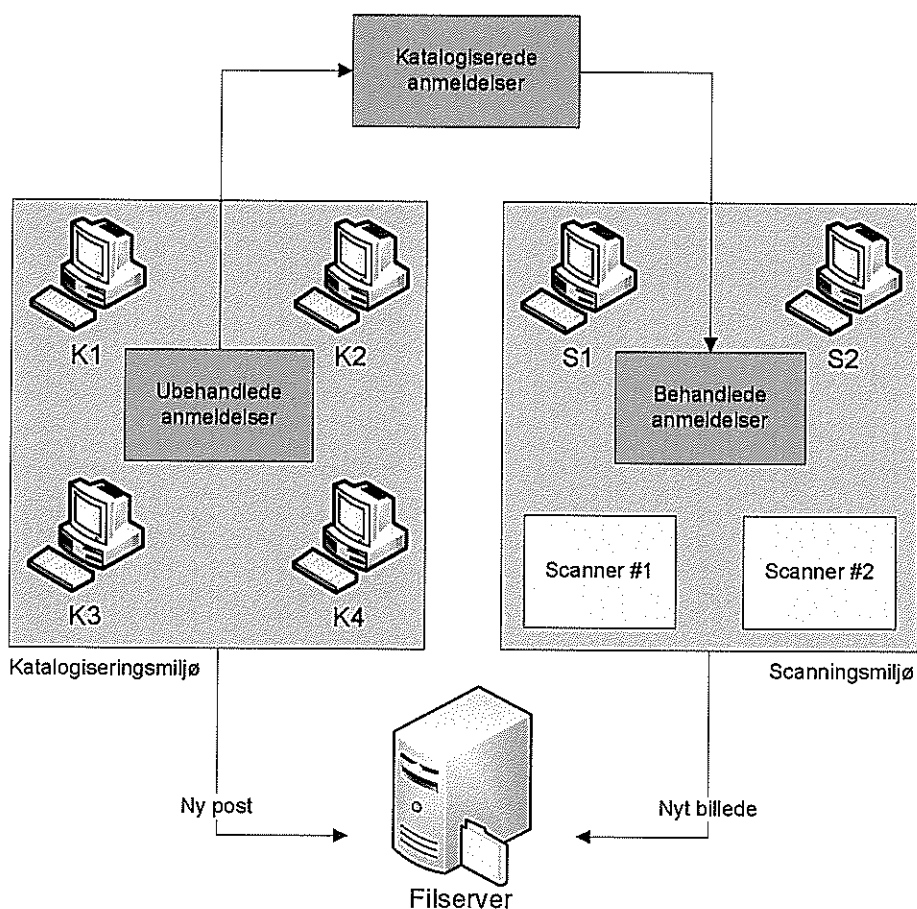 Katalogiserede
anmeldelser
K1
K2
Ubehandlede
anmeldelser
K3
K4
Katalogiseringsmiljø
S1
S2
Behandlede
anmeldelser
Scanner #1
Scanner #2
Scanningsmiljø
Ny post
Nyt billede
Filserver